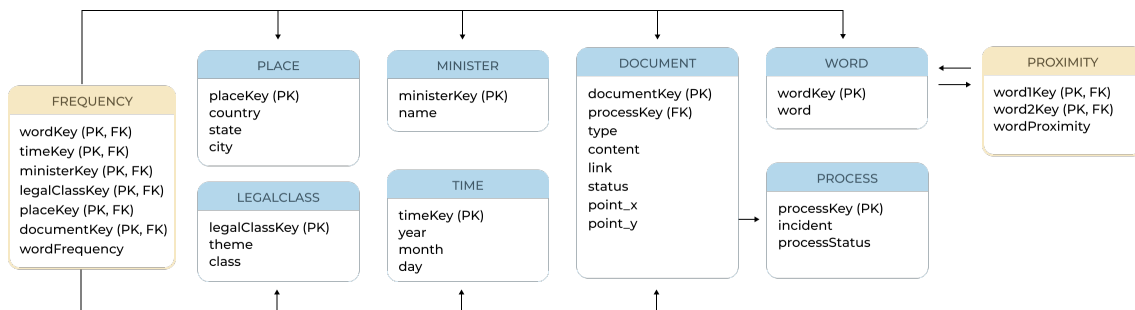 FREQUENCY
wordKey (PK, FK)
timeKey (PK, FK)
ministerKey (PK, FK)
legalClassKey (PK, FK)
placeKey (PK, FK)
documentKey (PK, FK)
wordFrequency
PLACE
placeKey (PK)
country
state
city
LEGALCLASS
legalClassKey (PK)
theme
class
MINISTER
ministerKey (PK)
name
TIME
timeKey (PK)
year
month
day
DOCUMENT
documentKey (PK)
processKey (FK)
type
content
link
status
point_x
point_y
WORD
wordKey (PK)
word
PROCESS
processKey (PK)
incident
processStatus
PROXIMITY
word1Key (PK, FK)
word2Key (PK, FK)
wordProximity